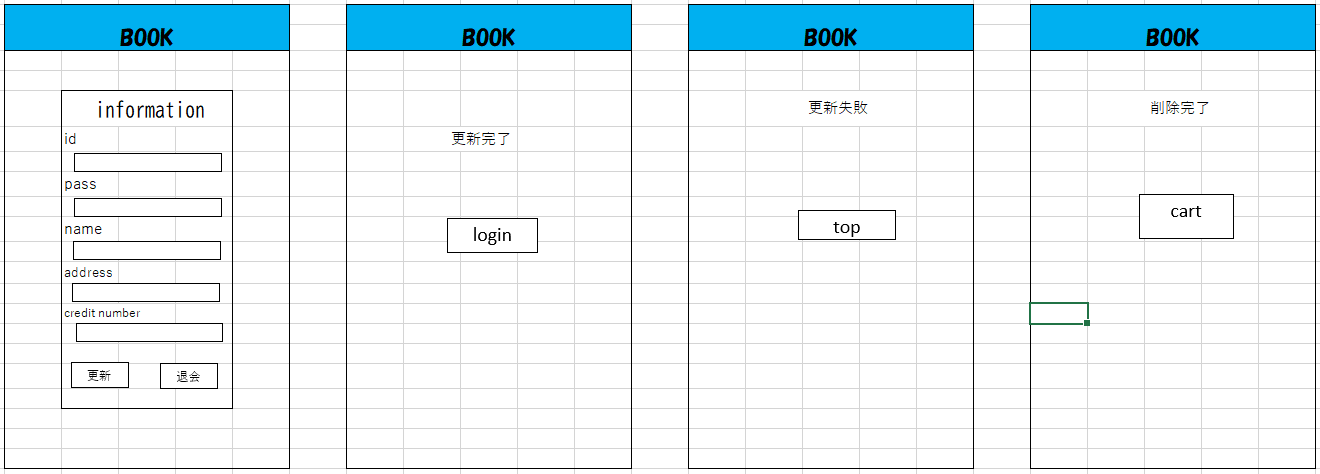 BOOK
information
id
pass
name
address
credit number
更新
退会
BOOK
更新完了
login
BOOK
更新失敗
top
BOOK
削除完了
cart